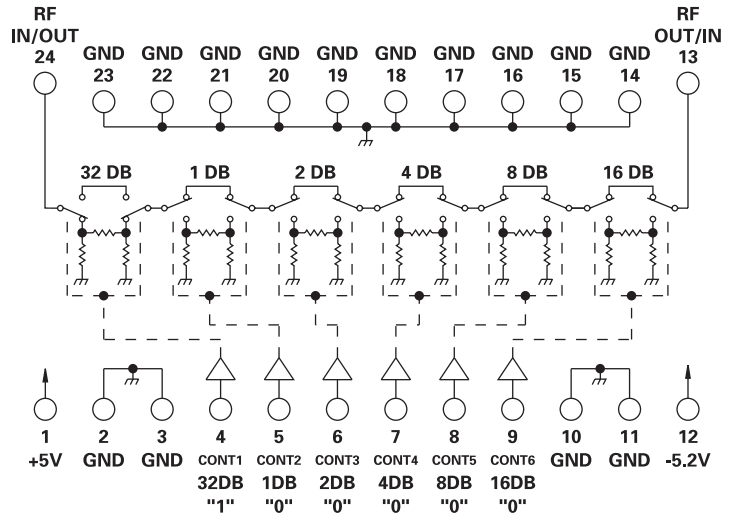 RF RF
IN/OUT OUT/IN
24 GND GND GND GND GND GND GND GND GND GND 13
23 22 21 20 19 18 17 16 15 14
32 DB 1 DB 2 DB 4 DB 8 DB 16 DB
1 2 3 4 5 6 7 8 9 10 11 12
+5V GND GND CONT1 CONT2 CONT3 CONT4 CONT5 CONT6 GND GND -5.2V
32DB 1DB 2DB 4DB 8DB 16DB
"1" "0" "0" "0" "0" "0"